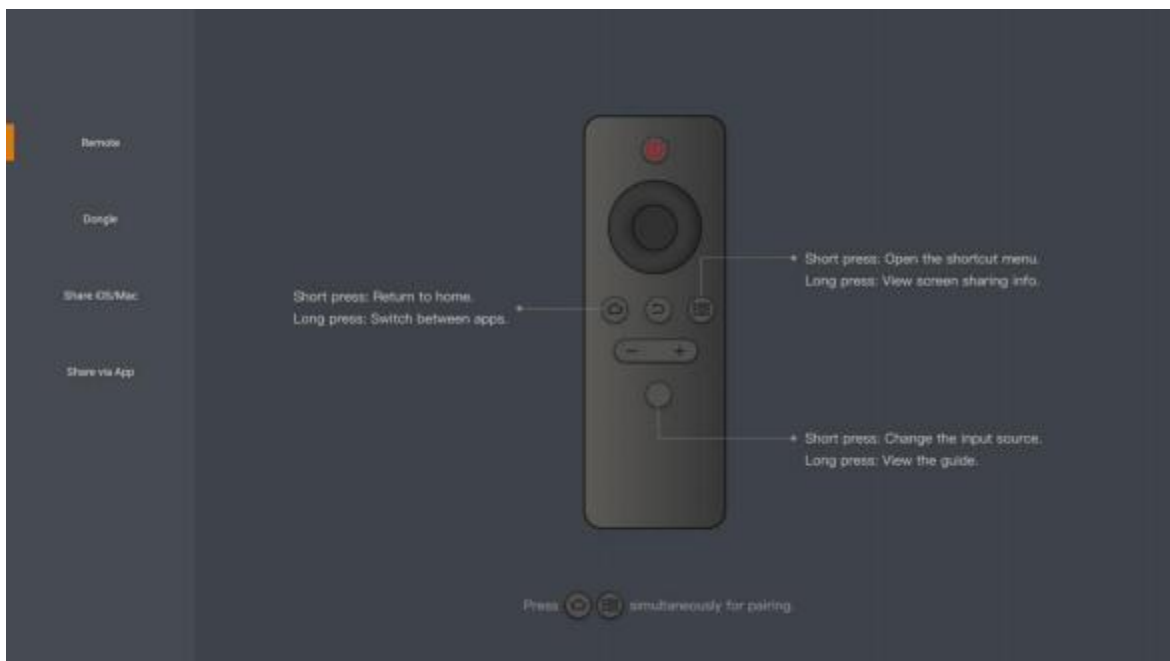 Remote
Dongle
Share iOS/Mac
Share via App
Short press: Return to home.
Long press: Switch between apps.
Short press: Open the shortcut menu.
Long press: View screen sharing info.
Short press: Change the input source.
Long press: View the guide.
Press simultaneously for pairing.